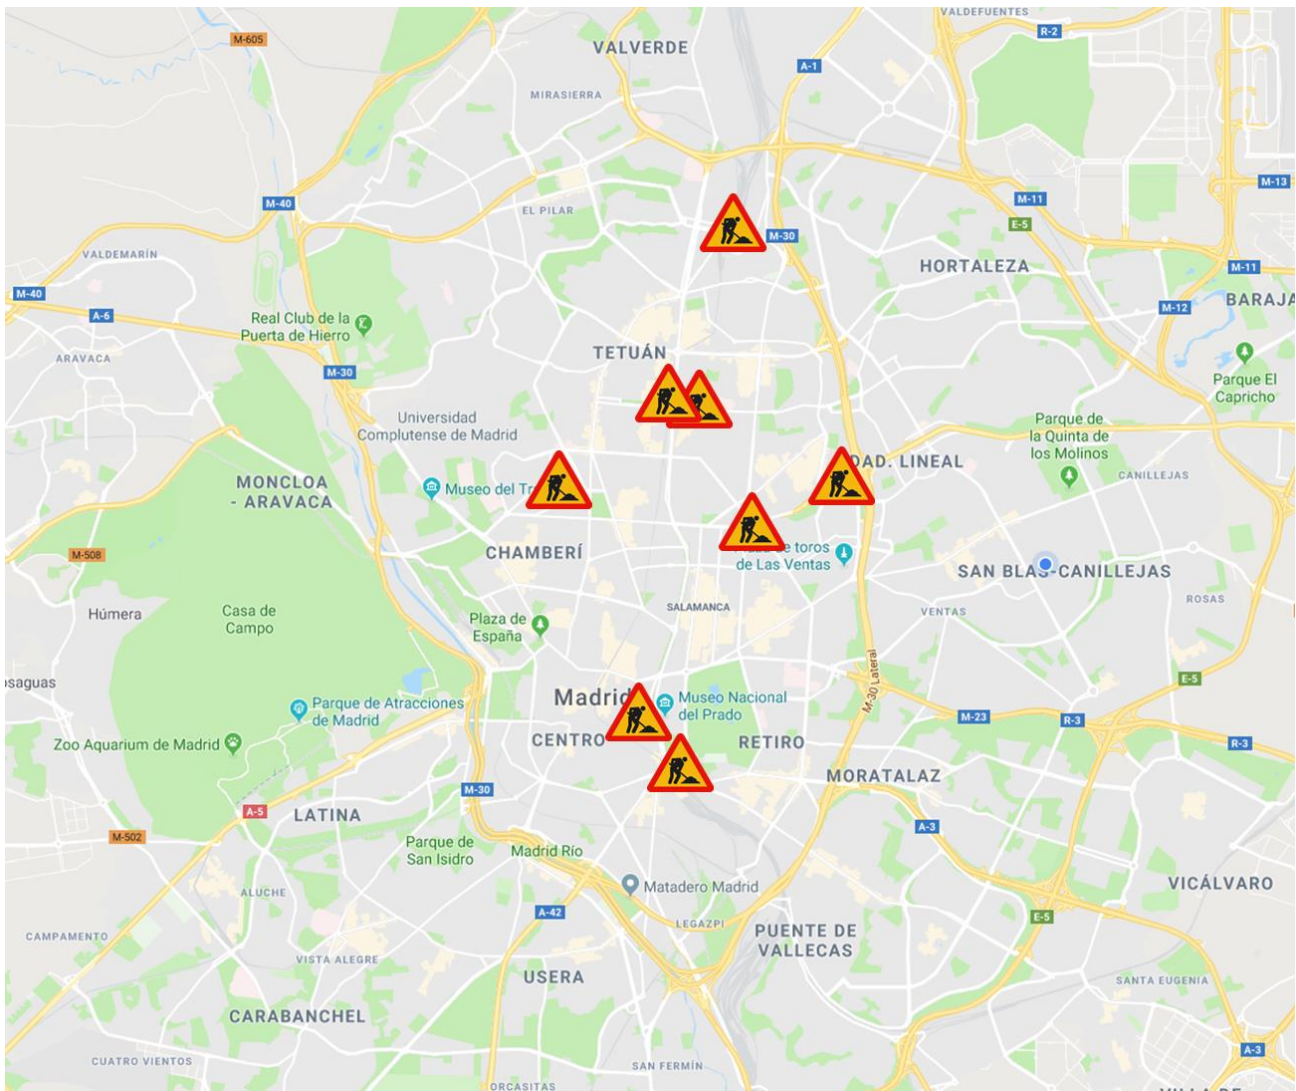 VALDEFUENTES
M-605
R-2
VALVERDE
A-1
MIRASIERRA
M-13
M-40
M-11
EL PILAR
E-5
M-30
VALDEMARÍN
HORTALEZA
M-11
M-40
BARAJA
A-6
M-12
Real Club de la
Puerta de Hierro
TETUÁN
ARAVACA
M-30
Parque El
Capricho
Universidad
Complutense de Madrid
Parque de
la Quinta de
los Molinos
DAD. LINEAL
CANILLEJAS
MONCLOA
- ARAVACA
Museo del Tr
M-508
CHAMBERÍ
de toros
de Las Ventas
SAN BLAS-CANILLEJAS
Húmera
Casa de
Campo
Plaza de
España
SALAMANCA
VENTAS
ROSAS
osaguas
M-30 Lateral
E-5
Madrid
Museo Nacional
del Prado
Parque de Atracciones
de Madrid
M-23
R-3
Zoo Aquarium de Madrid
CENTRO
RETIRO
R-3
MORATALAZ
M-30
A-5
LATINA
M-502
A-3
Parque de
San Isidro
Madrid Río
ALUCHE
Matadero Madrid
VICÁLVARO
A-42
LEGAZPI
E-5
CAMPAMENTO
PUENTE DE
VALLECAS
VISTA ALEGRE
USERA
SANTA EUGENIA
CARABANCHEL
A-3
CUATRO VIENTOS
SAN FERMÍN
ORCASITAS
VILLA DE